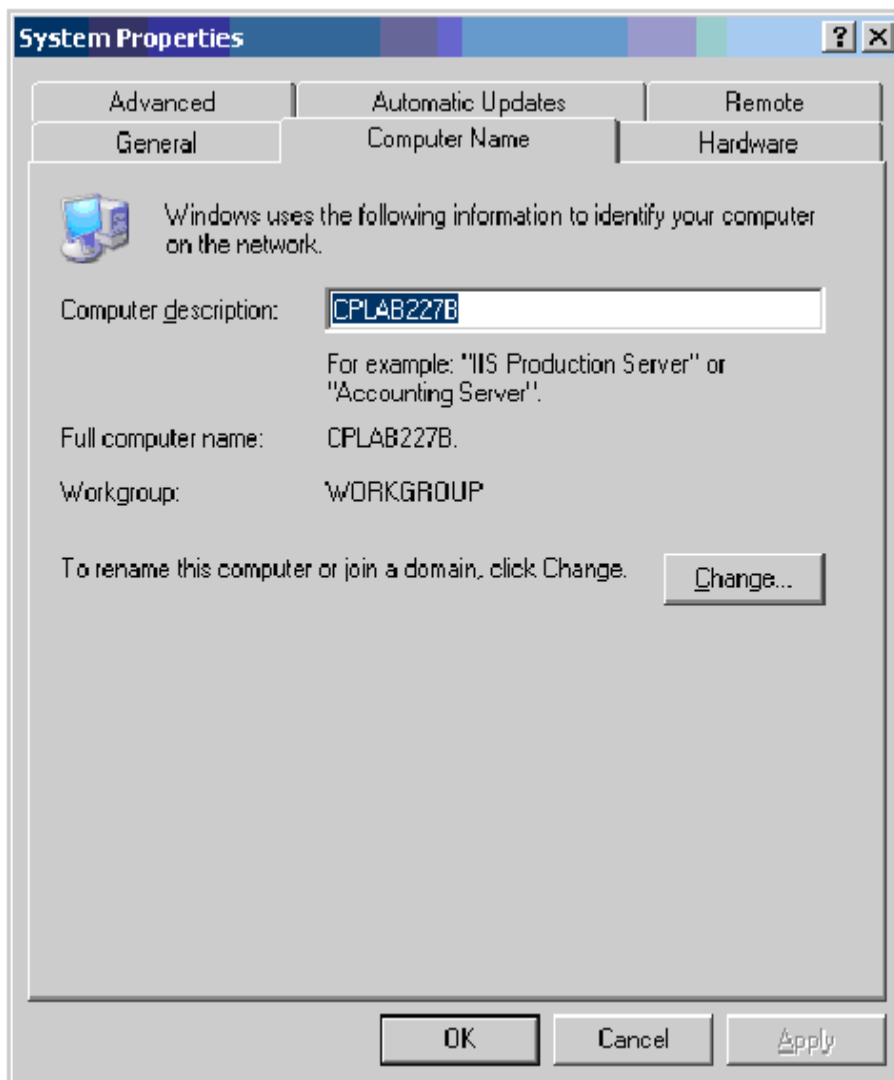 System Properties
Advanced
Automatic Updates
Remote
General
Computer Name
Hardware
Windows uses the following information to identify your computer
on the network.
Computer description:
CPLAB227B
For example: "IIS Production Server" or
"Accounting Server".
Full computer name:
CPLAB227B.
Workgroup:
WORKGROUP
To rename this computer or join a domain, click Change.
Change...
OK
Cancel
Apply